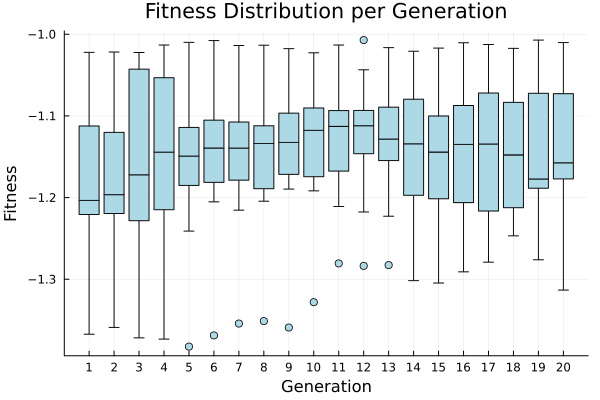 Fitness Distribution per Generation
−1.0
−1.1
−1.2
−1.3
Fitness
1 2 3 4 5 6 7 8 9 10 11 12 13 14 15 16 17 18 19 20
Generation